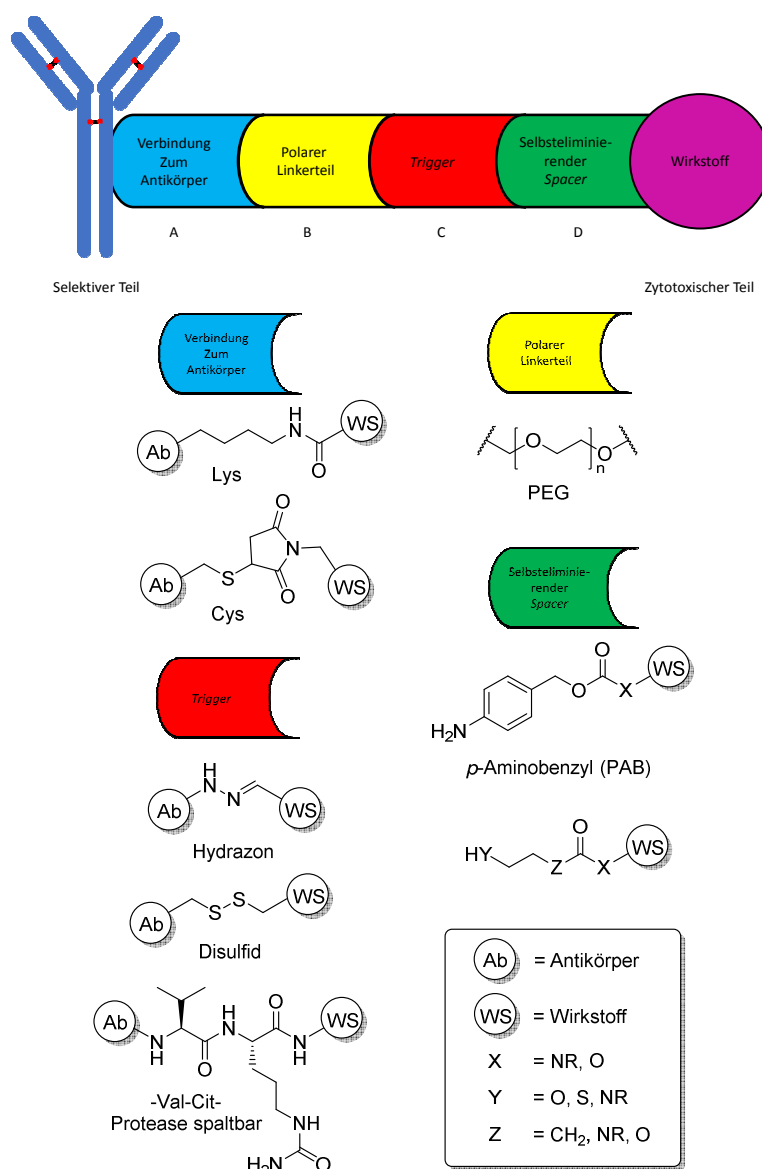 Verbindung
Zum
Antikörper
Polarer
Linkerteil
Trigger
Selbsteliminie-
render
Spacer
Wirkstoff
A
B
C
D
Selektiver Teil
Zytotoxischer Teil
Verbindung
Zum
Antikörper
Polarer
Linkerteil
Ab
H
N
O
WS
Lys
O
O
n
PEG
Ab
S
O
N
O
WS
Cys
Selbsteliminie-
render
Spacer
Trigger
H2N
O
O
X
WS
p-Aminobenzyl (PAB)
Ab
H
N
N
WS
Hydrazon
HY
Z
O
X
WS
Ab
S
S
WS
Disulfid
Ab
N
H
O
H
N
O
N
H
WS
NH
H2N
O
-Val-Cit-
Protease spaltbar
Ab = Antikörper
WS = Wirkstoff
X = NR, O
Y = O, S, NR
Z = CH2, NR, O